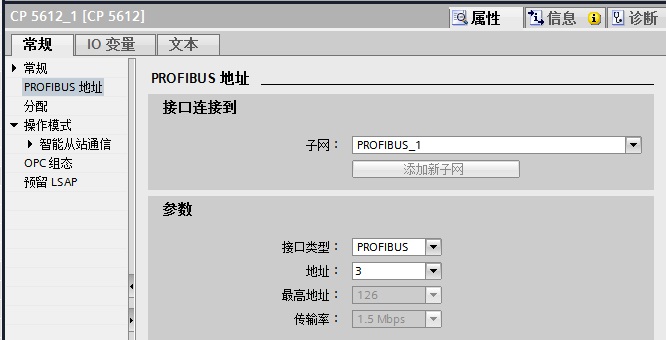 CP 5612_1 [CP 5612]
属性
信息
诊断
常规
IO 变量
文本
常规
PROFIBUS 地址
分配
操作模式
智能从站通信
OPC 组态
预留 LSAP
PROFIBUS 地址
接口连接到
子网： PROFIBUS_1
添加新子网
参数
接口类型： PROFIBUS
地址： 3
最高地址： 126
传输率： 1.5 Mbps